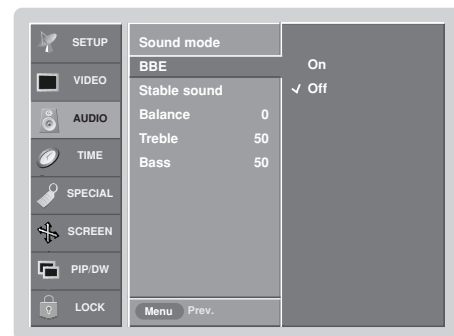 SETUP
VIDEO
AUDIO
TIME
SPECIAL
SCREEN
PIP/DW
LOCK
Sound mode
BBE
Stable sound
Balance 0
Treble 50
Bass 50
Menu Prev.
On
✓ Off